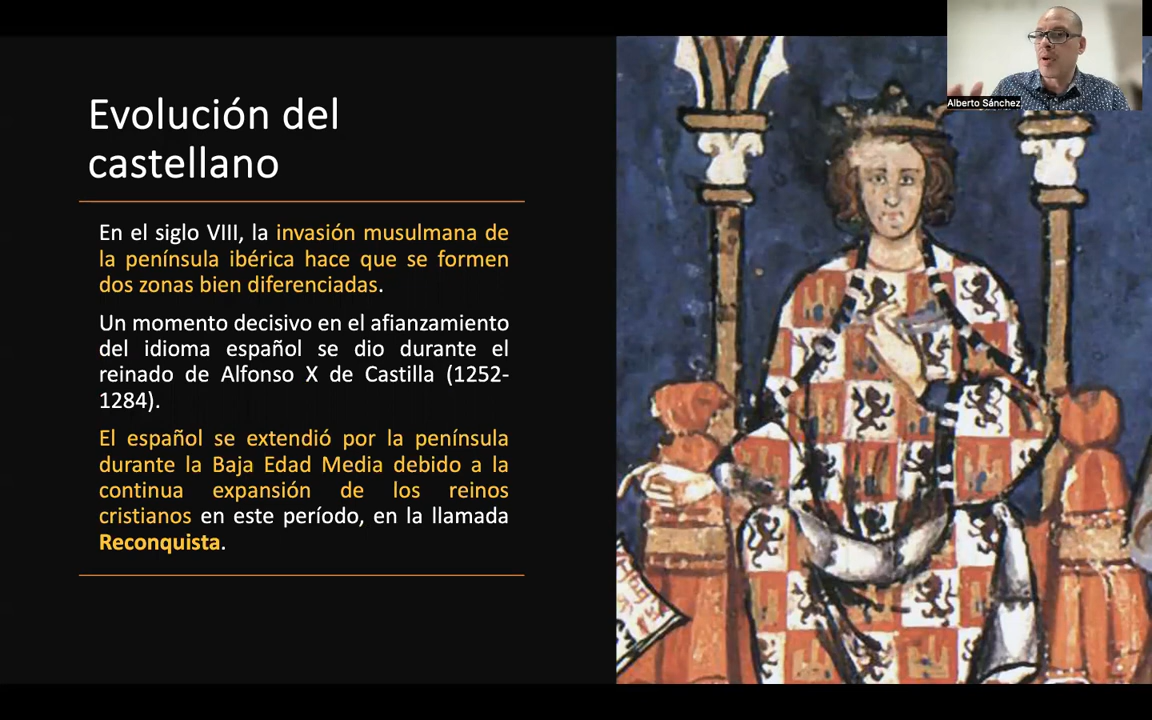 Evolución del
castellano
En el siglo VIII, la invasión musulmana de
la península ibérica hace que se formen
dos zonas bien diferenciadas.
Un momento decisivo en el afianzamiento
del idioma español se dio durante el
reinado de Alfonso X de Castilla (1252-
1284).
El español se extendió por la península
durante la Baja Edad Media debido a la
continua expansión de los reinos
cristianos en este período, en la llamada
Reconquista.
Alberto Sánchez